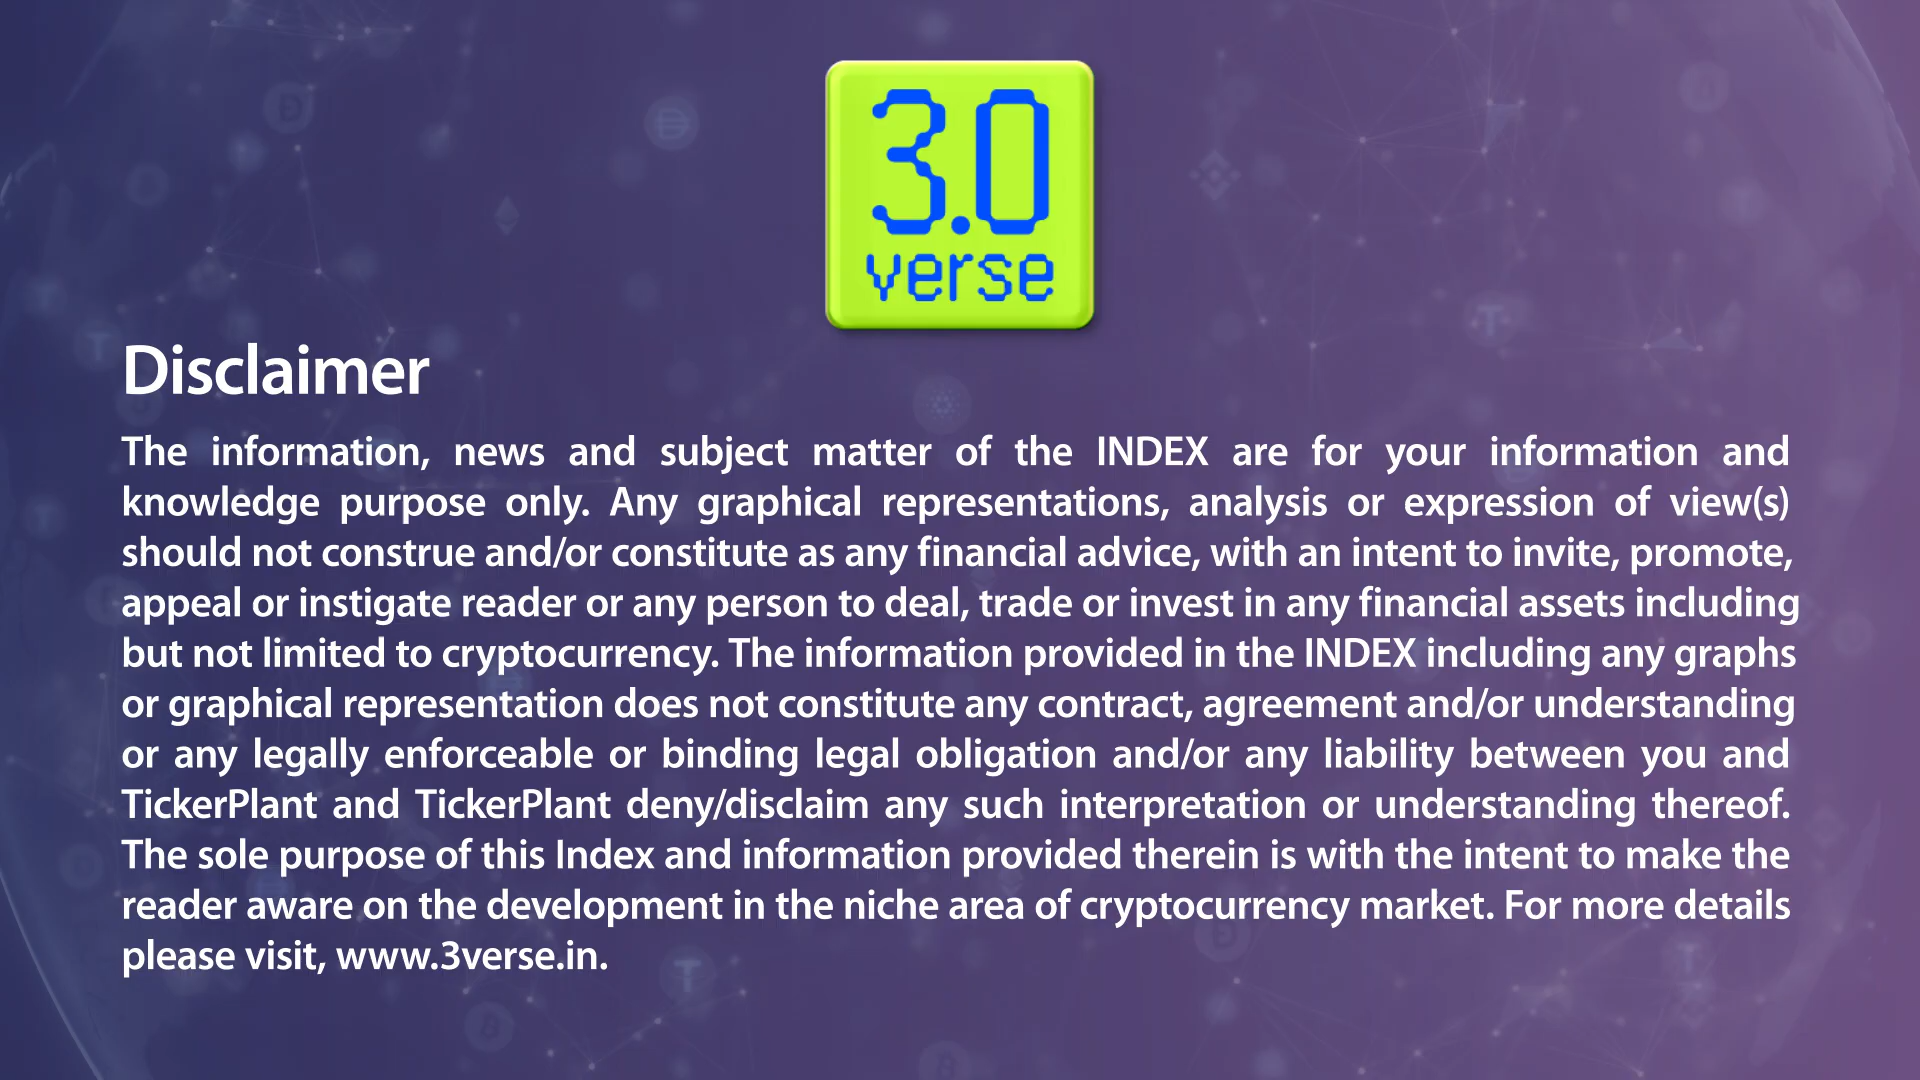 3.0
verse
Disclaimer
The information, news and subject matter of the INDEX are for your information and
knowledge purpose only. Any graphical representations, analysis or expression of view(s)
should not construe and/or constitute as any financial advice, with an intent to invite, promote,
appeal or instigate reader or any person to deal, trade or invest in any financial assets including
but not limited to cryptocurrency. The information provided in the INDEX including any graphs
or graphical representation does not constitute any contract, agreement and/or understanding
or any legally enforceable or binding legal obligation and/or any liability between you and
TickerPlant and TickerPlant deny/disclaim any such interpretation or understanding thereof.
The sole purpose of this Index and information provided therein is with the intent to make the
reader aware on the development in the niche area of cryptocurrency market. For more details
please visit, www.3verse.in.